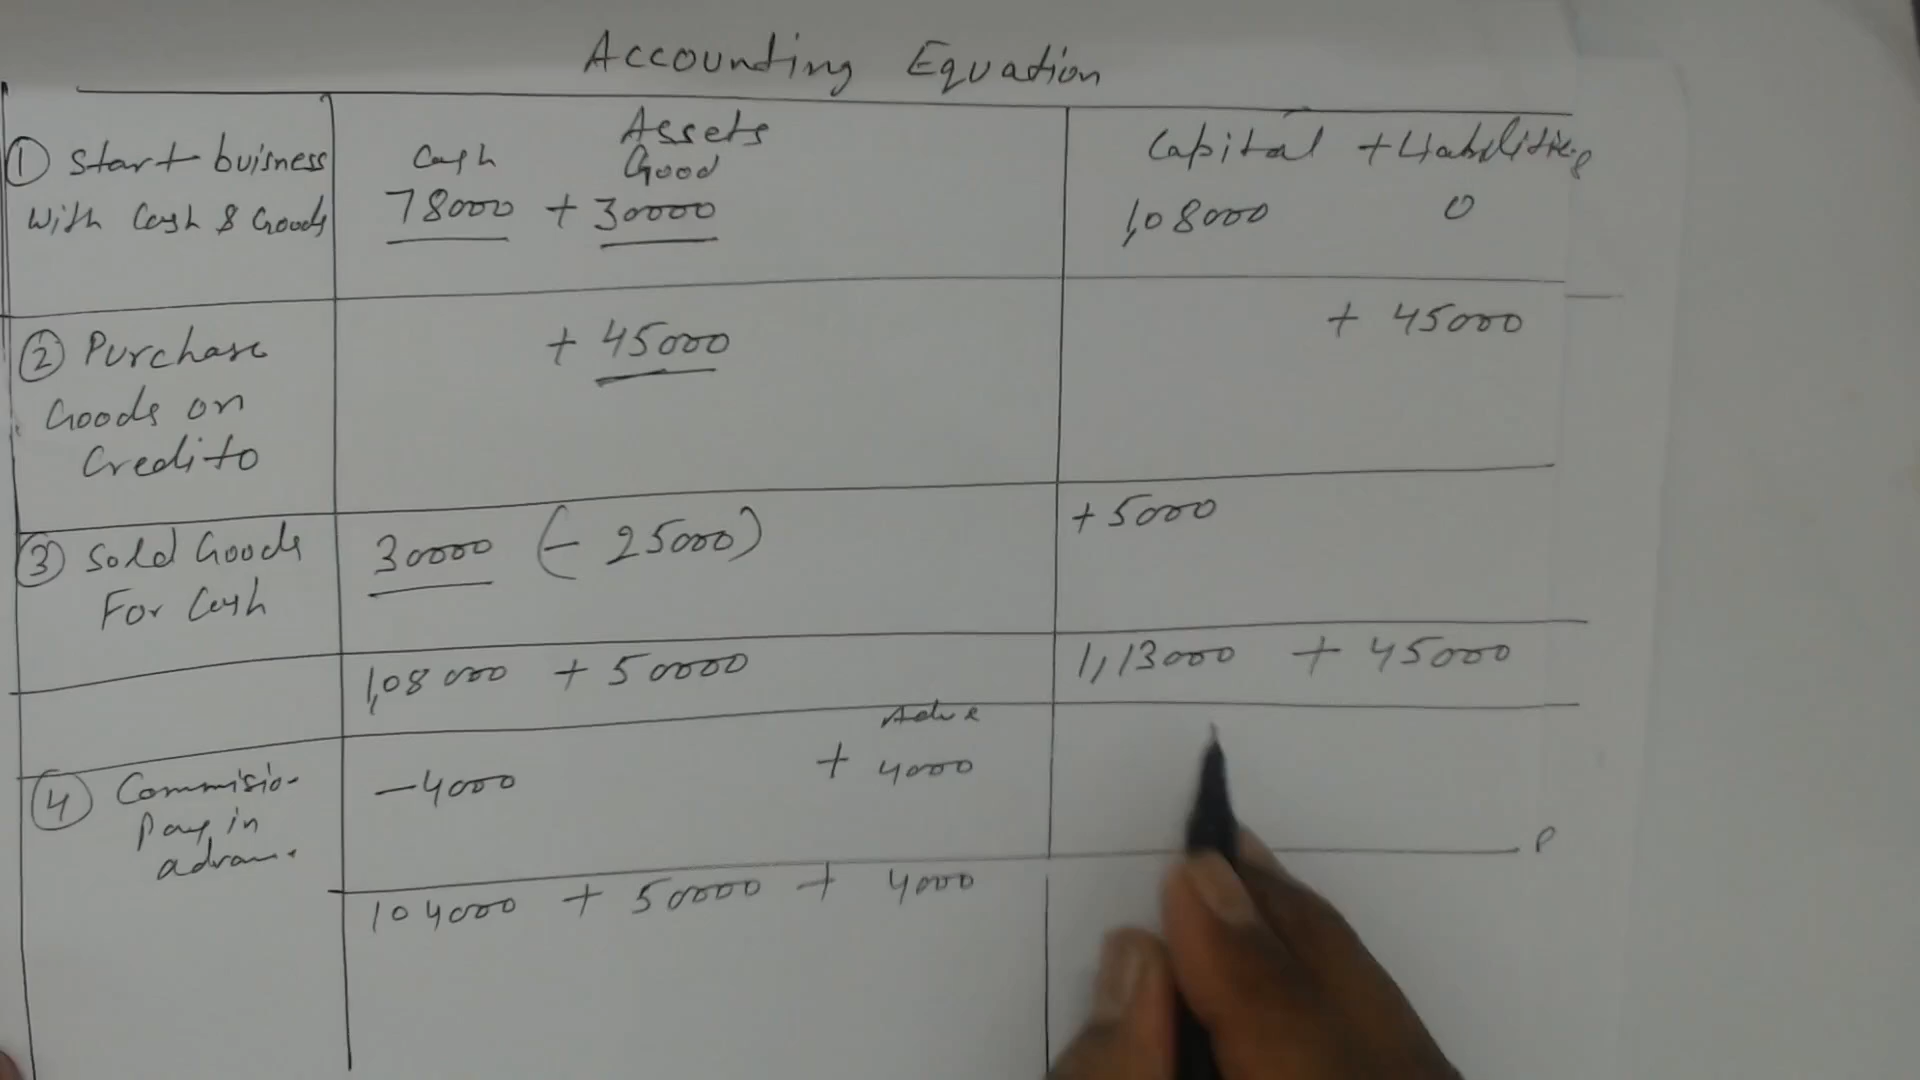 Accounting Equation
Assets
① Start buisness Cash Good Capital + Liabilities
With Cash & Goods 78000 + 30000 1,08000 0
② Purchase + 45000 + 45000
Goods on
Credito
③ Sold Goods 30000 (- 25000) +5000
For Cash
1,08000 + 50000 1,13000 + 45000
④ Commisio- -4000 + 4000
Pay in
advan..
104000 + 50000 + 4000